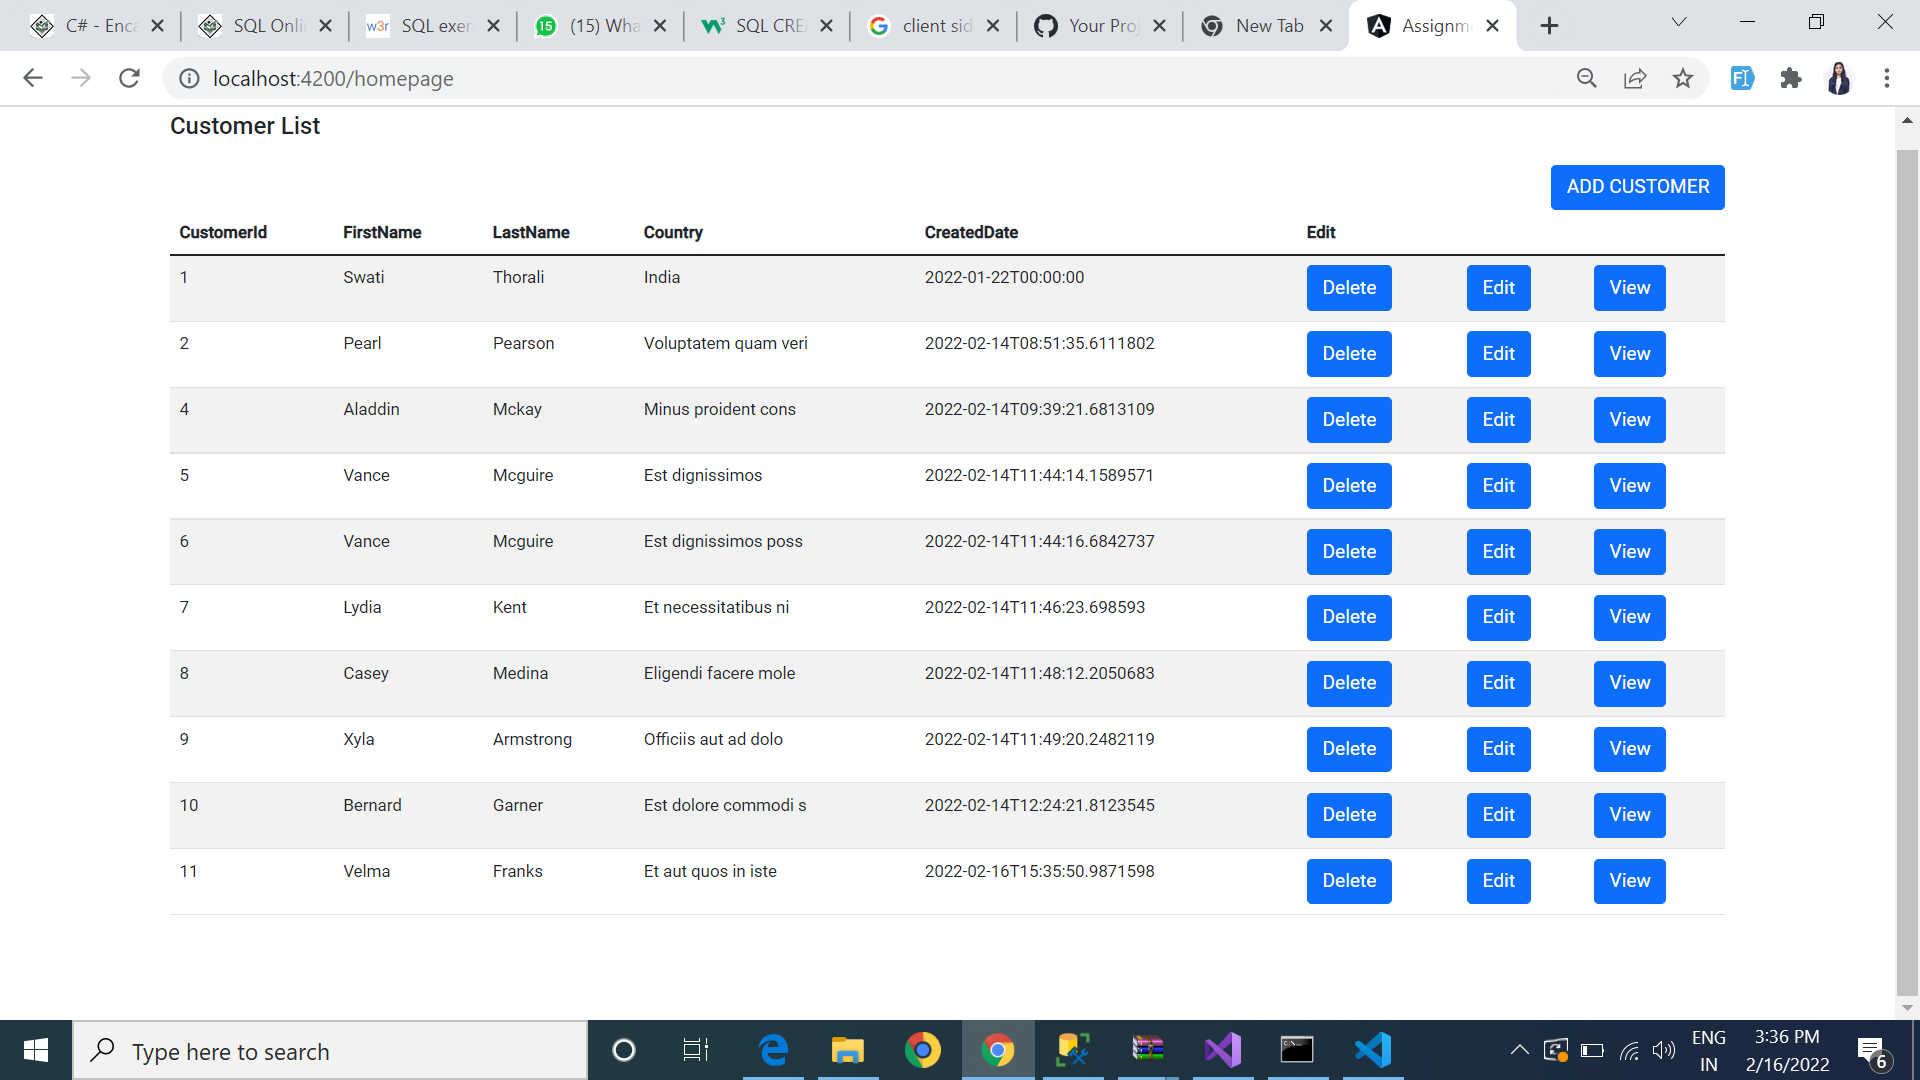 C# - Enca SQL Onli w3r SQL exer 15 (15) Wha SQL CRE client sid Your Proj New Tab Assignme
localhost:4200/homepage
Customer List
ADD CUSTOMER
CustomerId FirstName LastName Country CreatedDate Edit
1 Swati Thorali India 2022-01-22T00:00:00 Delete Edit View
2 Pearl Pearson Voluptatem quam veri 2022-02-14T08:51:35.6111802 Delete Edit View
4 Aladdin Mckay Minus proident cons 2022-02-14T09:39:21.6813109 Delete Edit View
5 Vance Mcguire Est dignissimos 2022-02-14T11:44:14.1589571 Delete Edit View
6 Vance Mcguire Est dignissimos poss 2022-02-14T11:44:16.6842737 Delete Edit View
7 Lydia Kent Et necessitatibus ni 2022-02-14T11:46:23.698593 Delete Edit View
8 Casey Medina Eligendi facere mole 2022-02-14T11:48:12.2050683 Delete Edit View
9 Xyla Armstrong Officiis aut ad dolo 2022-02-14T11:49:20.2482119 Delete Edit View
10 Bernard Garner Est dolore commodi s 2022-02-14T12:24:21.8123545 Delete Edit View
11 Velma Franks Et aut quos in iste 2022-02-16T15:35:50.9871598 Delete Edit View
Type here to search
ENG 3:36 PM
IN 2/16/2022 6